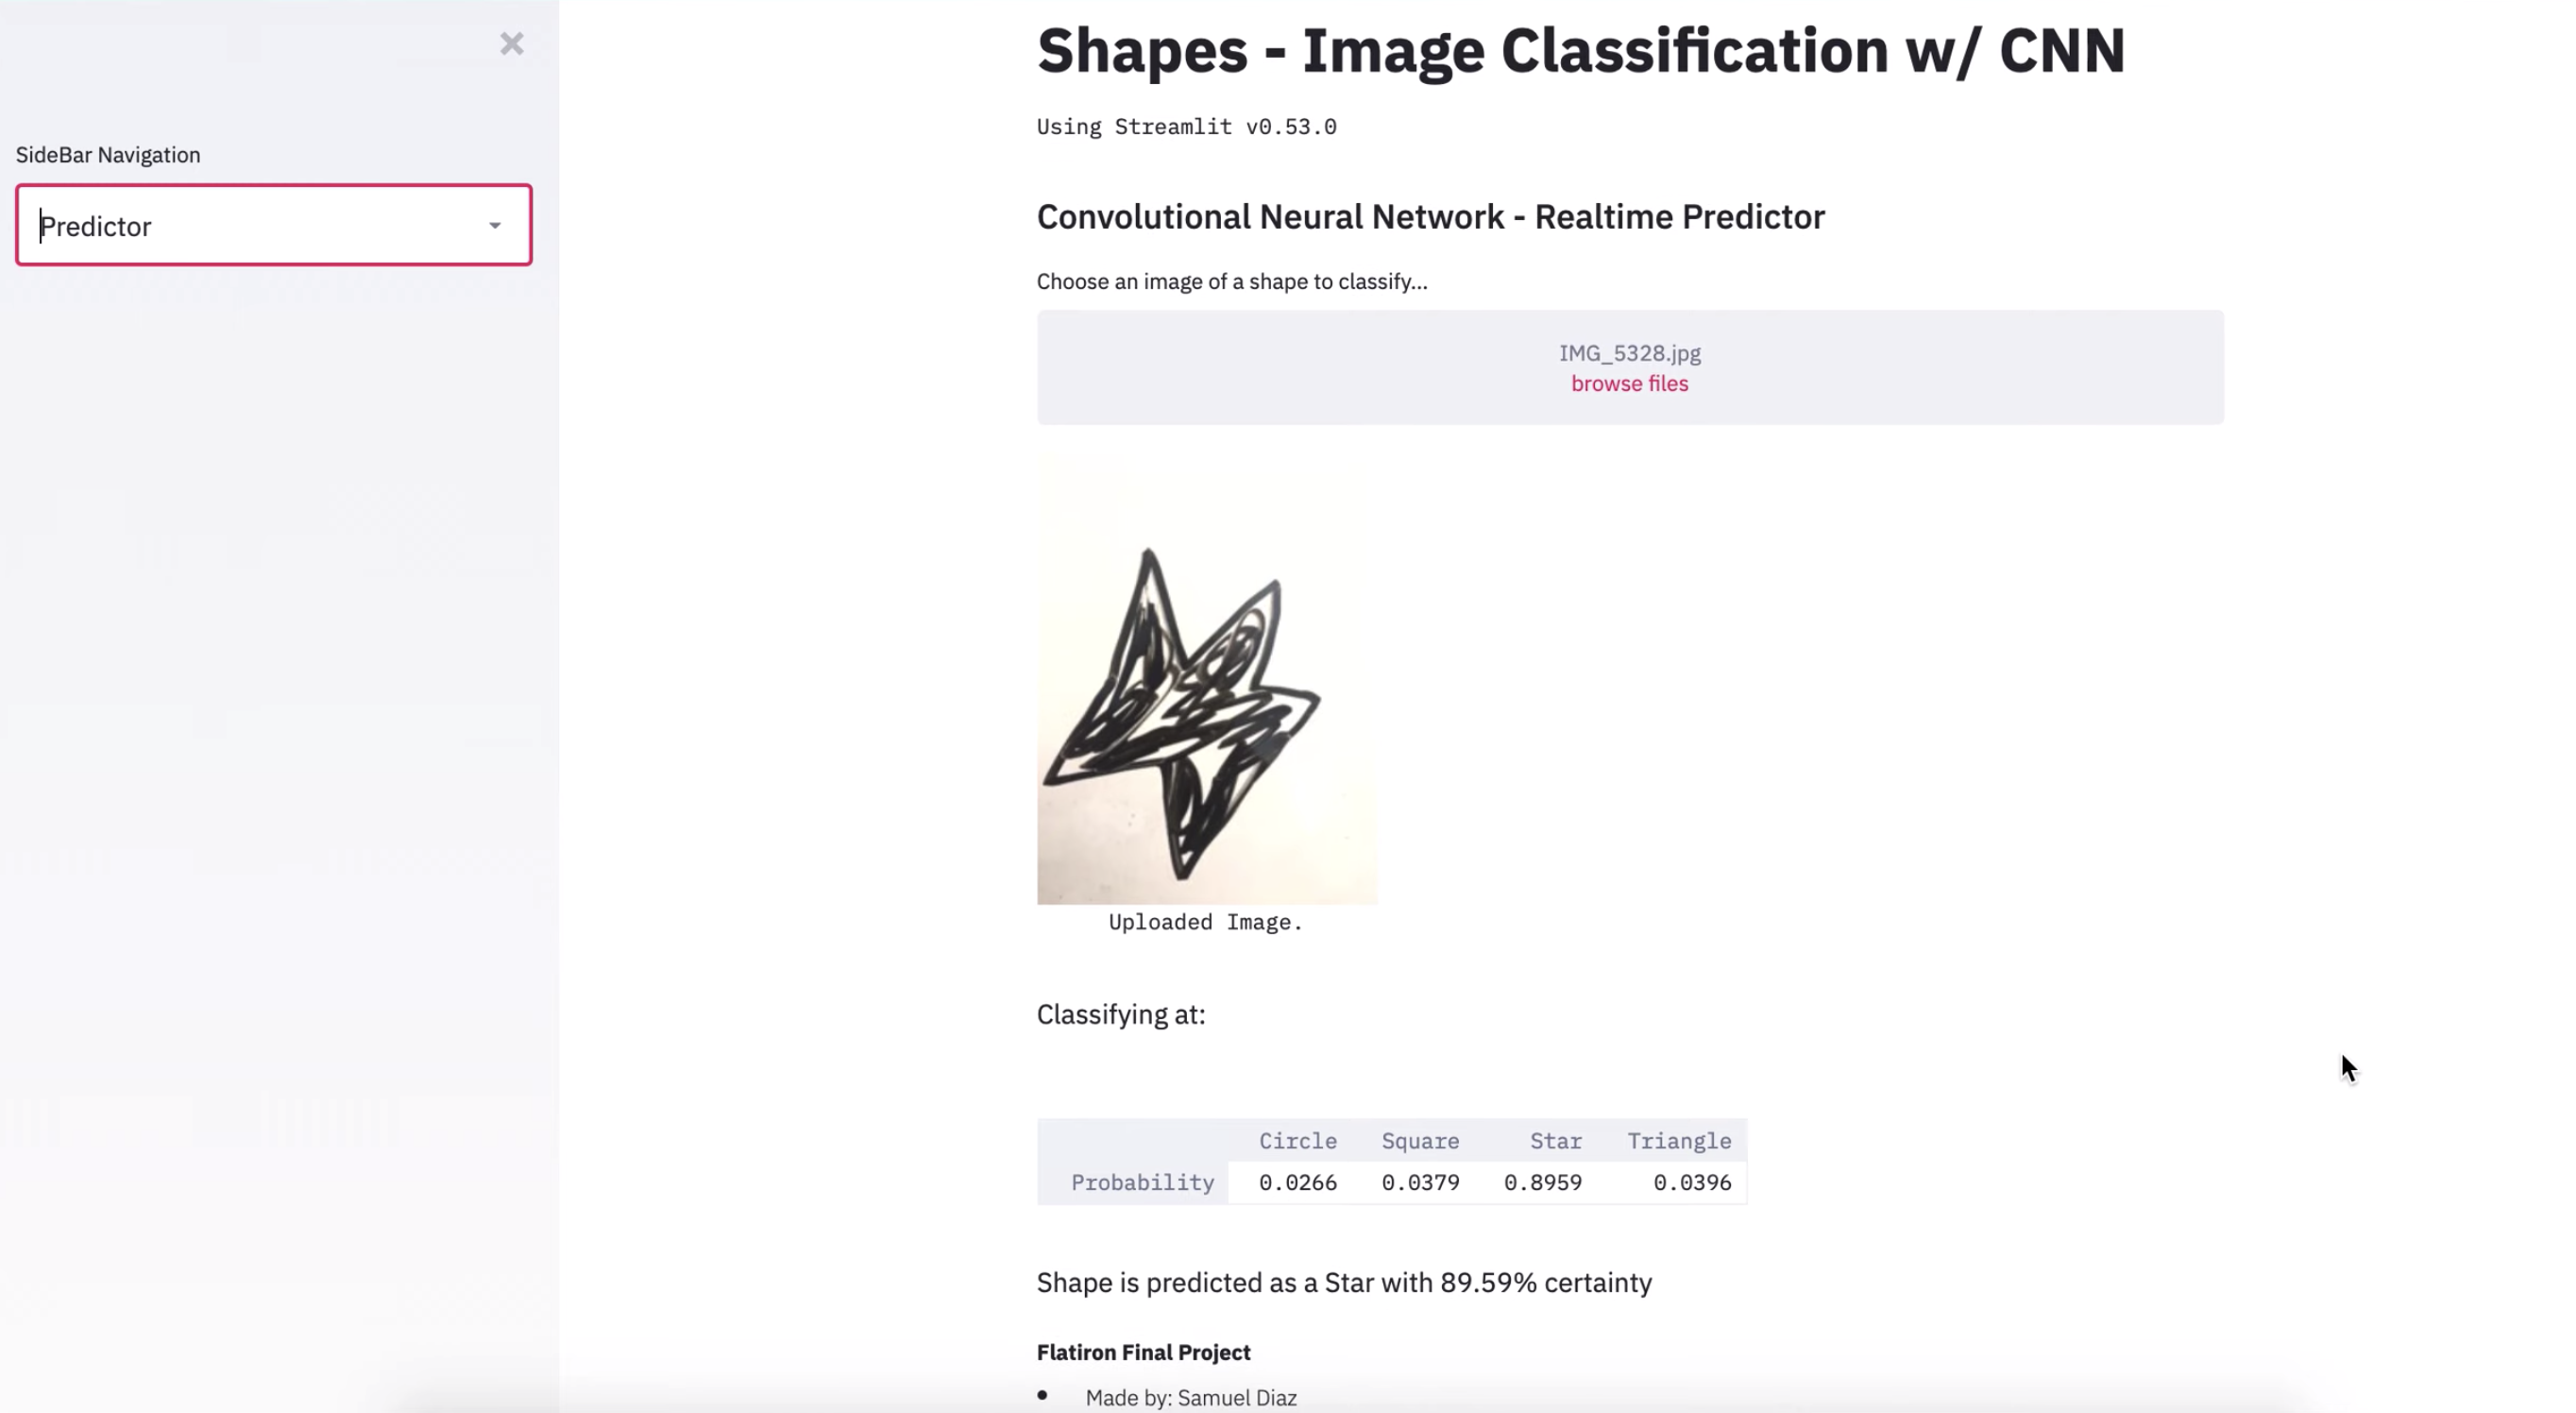 ×
SideBar Navigation
Predictor
Shapes - Image Classification w/ CNN
Using Streamlit v0.53.0
Convolutional Neural Network - Realtime Predictor
Choose an image of a shape to classify...
IMG_5328.jpg
browse files
Uploaded Image.
Classifying at:
Circle Square Star Triangle
Probability 0.0266 0.0379 0.8959 0.0396
Shape is predicted as a Star with 89.59% certainty
Flatiron Final Project
• Made by: Samuel Diaz